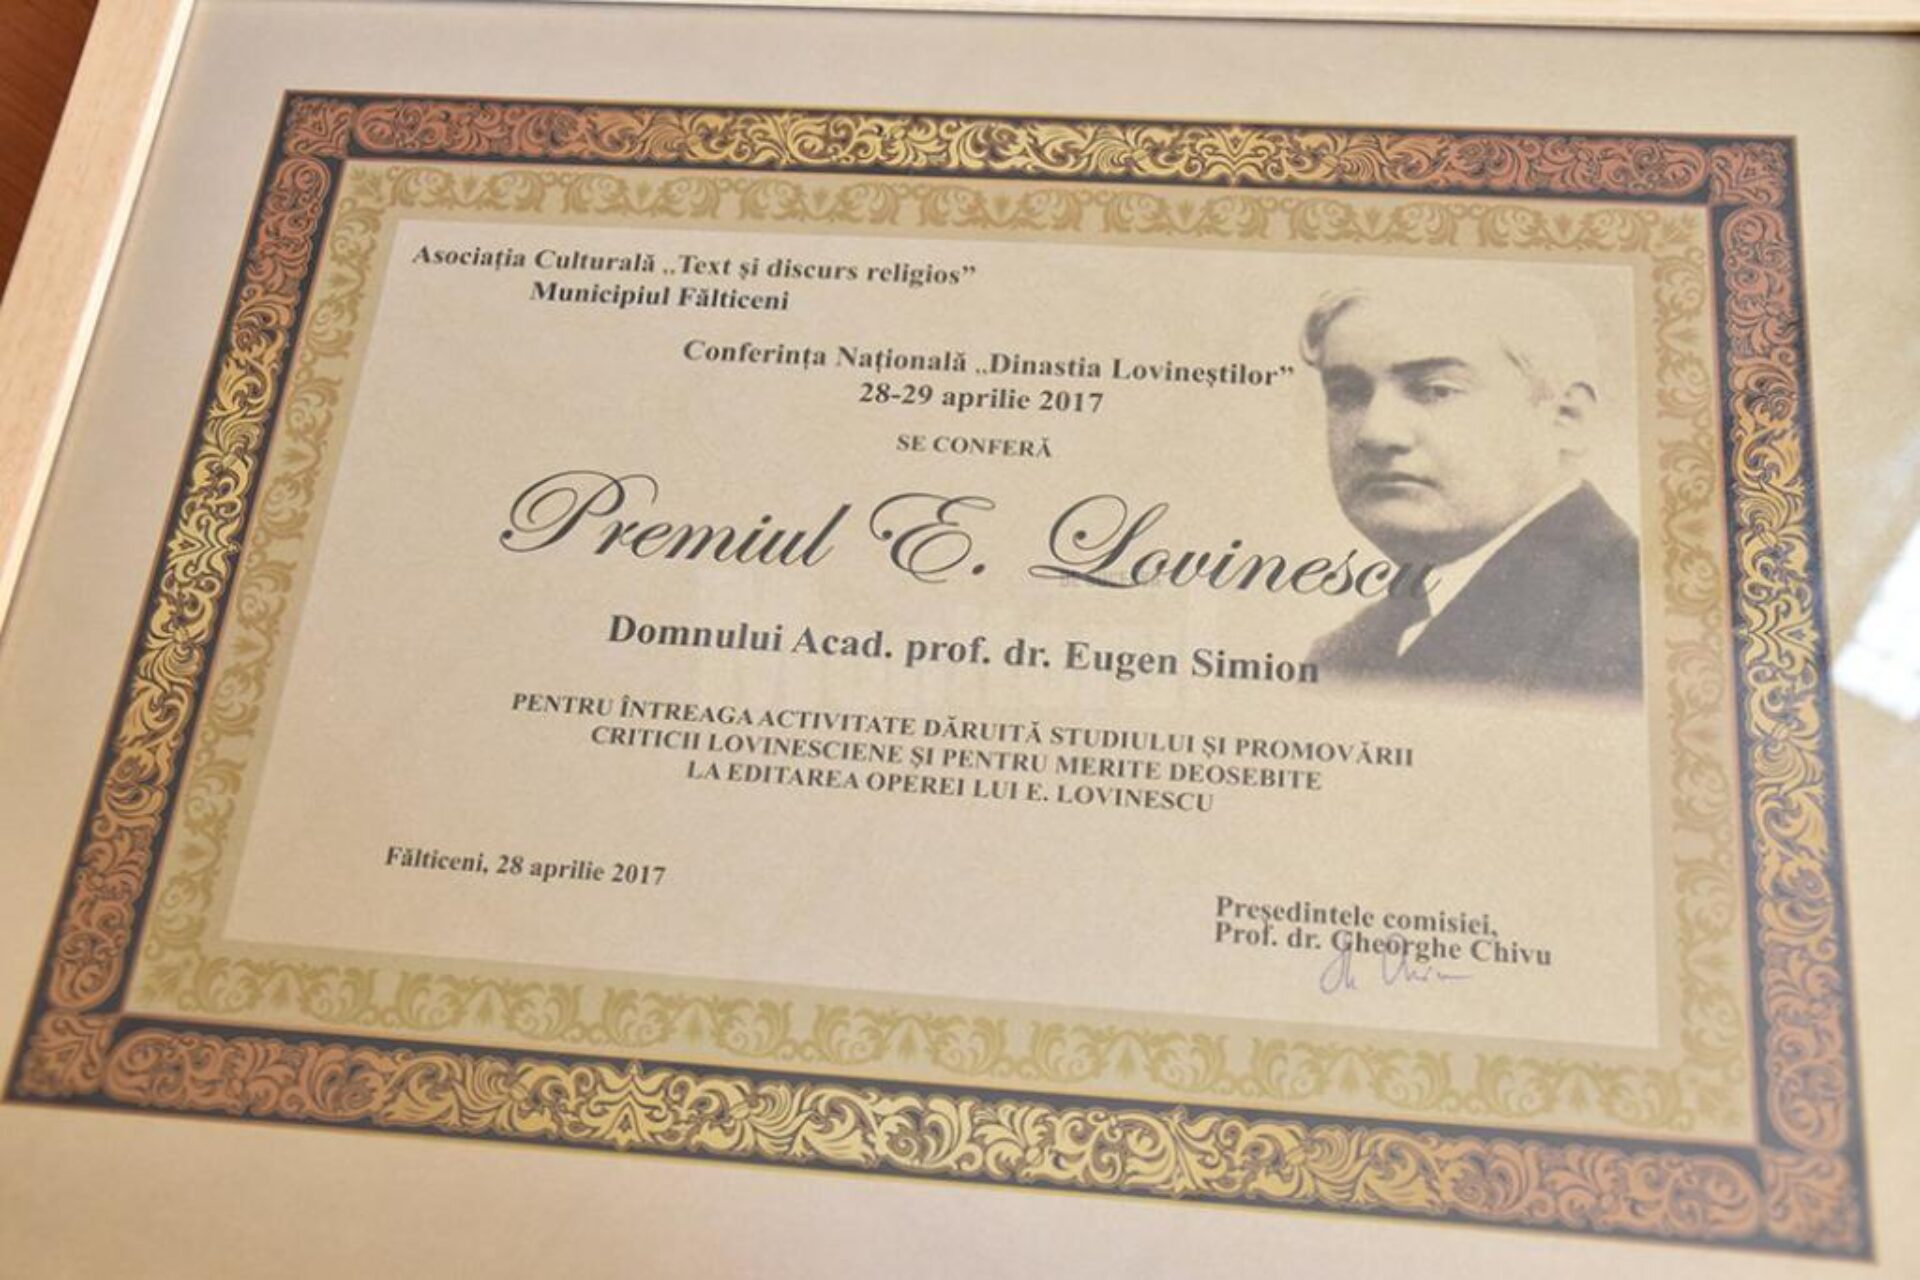 Asociația Culturală „Text și discurs religios”
Municipiul Fălticeni
Conferința Națională „Dinastia Lovineștilor”
28-29 aprilie 2017
SE CONFERĂ
Premiul E. Lovinescu
Domnului Acad. prof. dr. Eugen Simion
PENTRU ÎNTREAGA ACTIVITATE DĂRUITĂ STUDIULUI ȘI PROMOVĂRII
CRITICII LOVINESCIENE ȘI PENTRU MERITE DEOSEBITE
LA EDITAREA OPEREI LUI E. LOVINESCU
Fălticeni, 28 aprilie 2017
Președintele comisiei,
Prof. dr. Gheorghe Chivu